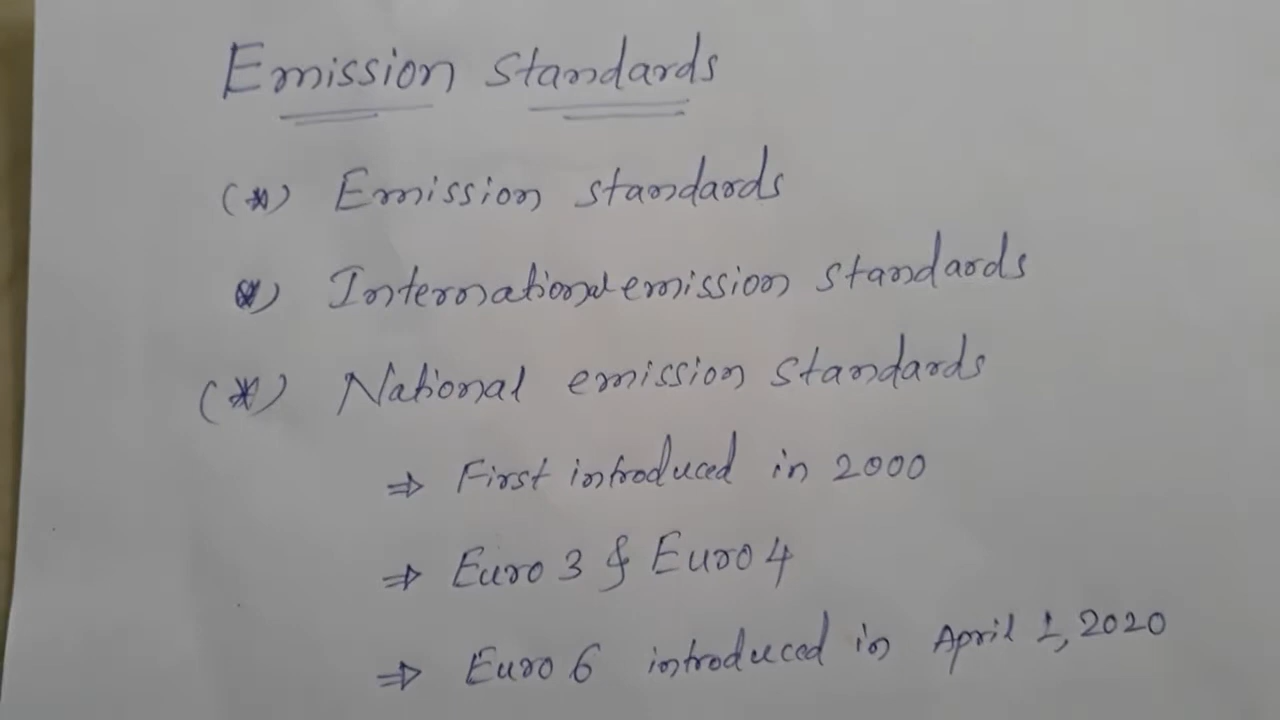 Emission standards
(*) Emission standards
(*) International emission standards
(*) National emission standards
⇒ First introduced in 2000
⇒ Euro 3 & Euro 4
⇒ Euro 6 introduced in April 1, 2020